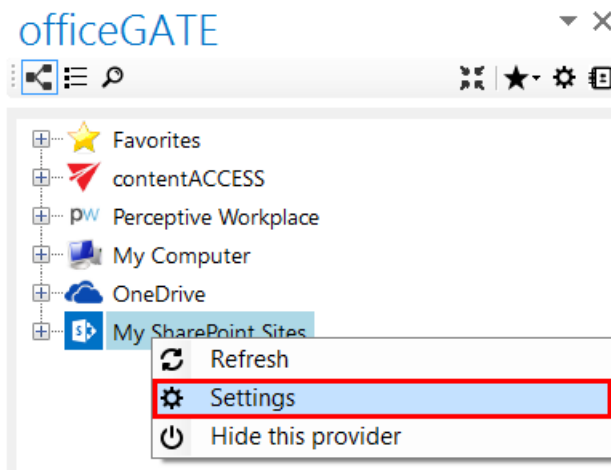 officeGATE
Favorites
contentACCESS
pw Perceptive Workplace
My Computer
OneDrive
S My SharePoint Sites
Refresh
Settings
Hide this provider